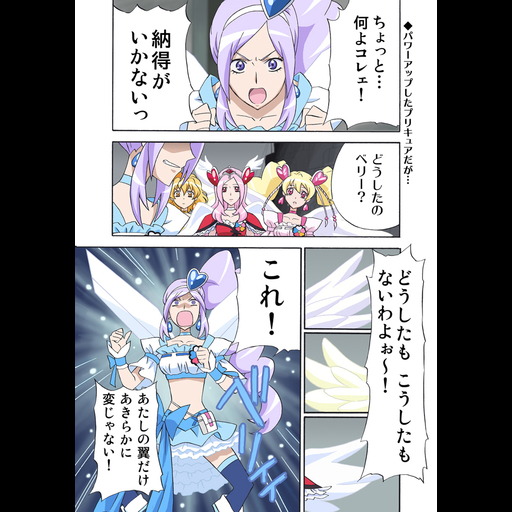 ◆パワーアップしたプリキュアだが…
ちょっと…
何よコレェ！
納得が
いかないっ
どうしたの
ベリー？
どうしたも こうしたも
ないわよぉ～！
これ！
ベベリーン
あたしの翼だけ
あきらかに
変じゃない！